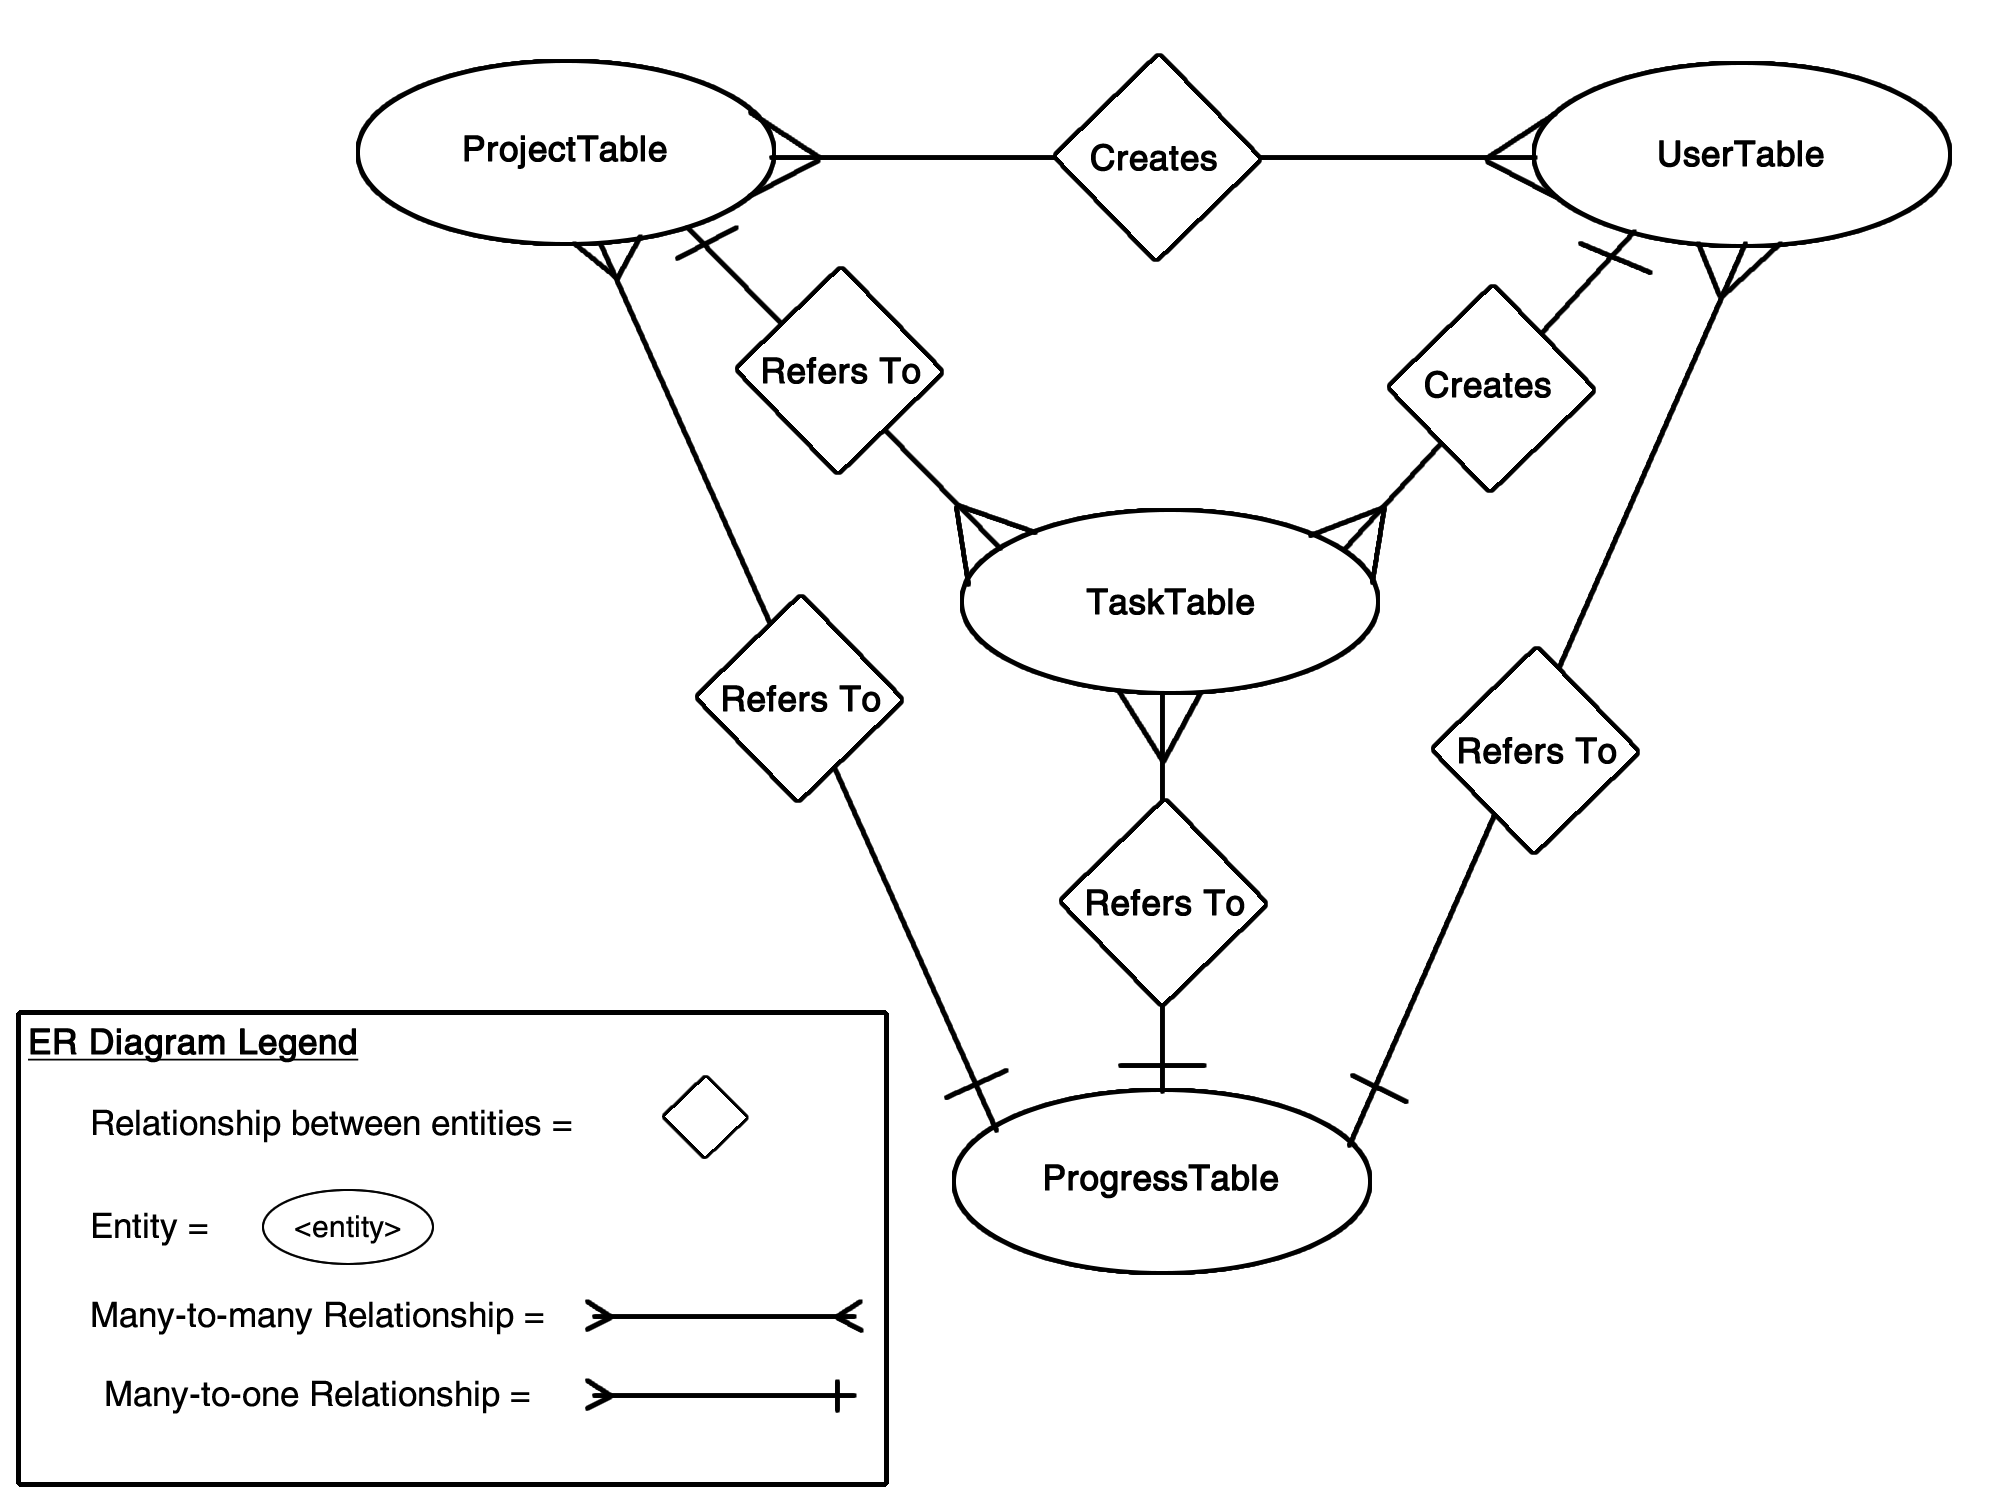 ProjectTable
Creates
UserTable
Refers To
Creates
TaskTable
Refers To
Refers To
Refers To
ProgressTable
ER Diagram Legend
Relationship between entities =
Entity = <entity>
Many-to-many Relationship =
Many-to-one Relationship =